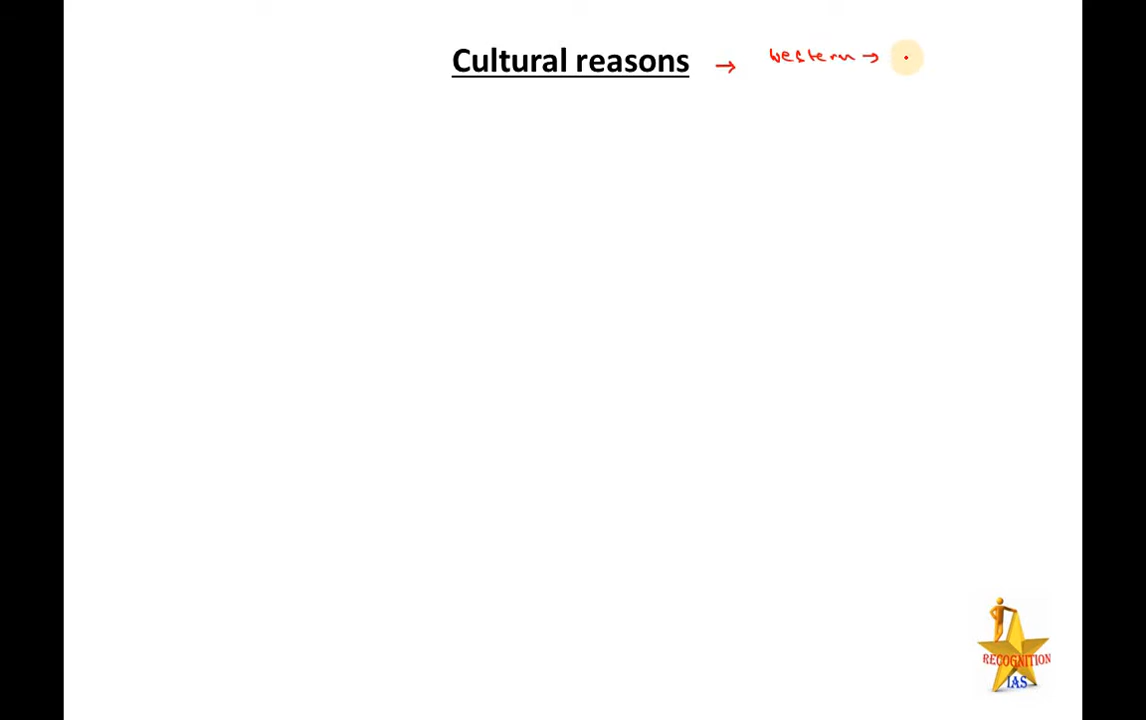 Cultural reasons → western →
RECOGNITION
IAS